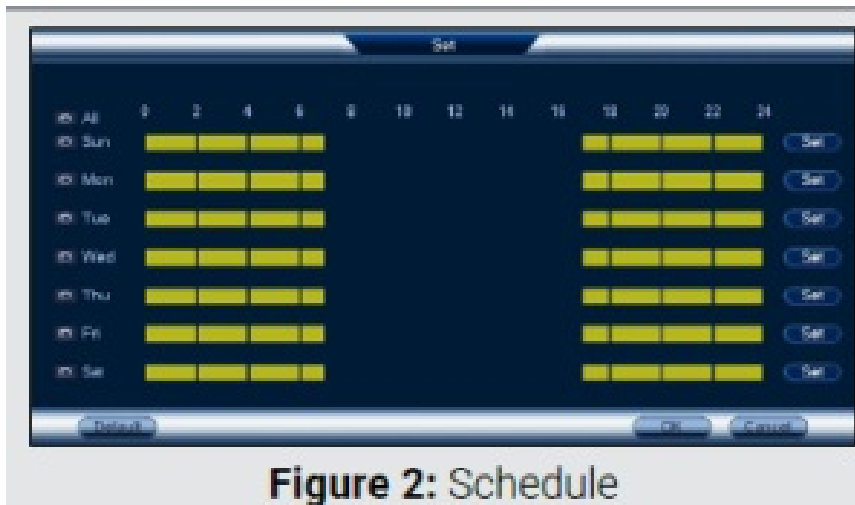 Set
All 0 2 4 6 8 10 12 14 16 18 20 22 24
Sun Set
Mon Set
Tue Set
Wed Set
Thu Set
Fri Set
Sat Set
Default OK Cancel
Figure 2: Schedule